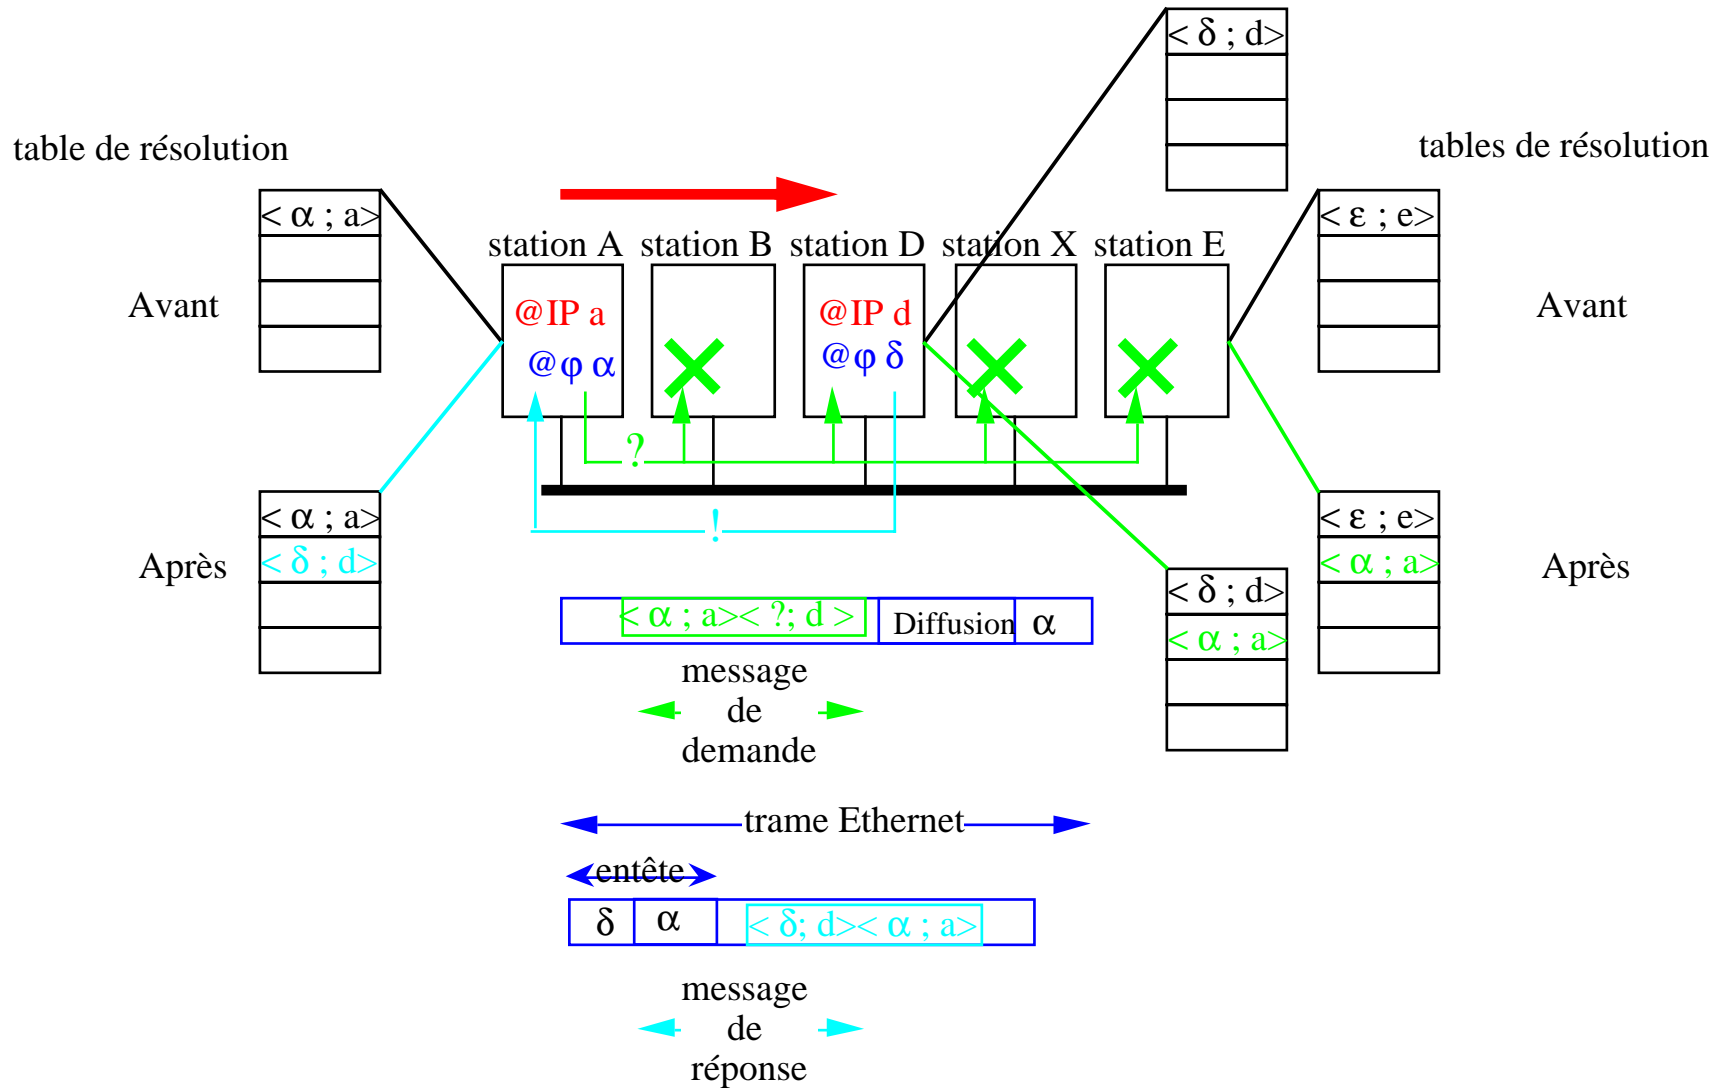 < δ ; d>
table de résolution
tables de résolution
< α ; a>
< ε ; e>
station A
station B
station D
station X
station E
Avant
@IP a
@φ α
@IP d
@φ δ
Avant
?
!
< α ; a>
< δ ; d>
Après
< ε ; e>
< α ; a>
Après
< δ ; d>
< α ; a>
< α ; a>< ?; d >
Diffusion
α
message
de
demande
trame Ethernet
entête
δ
α
< δ; d>< α ; a>
message
de
réponse